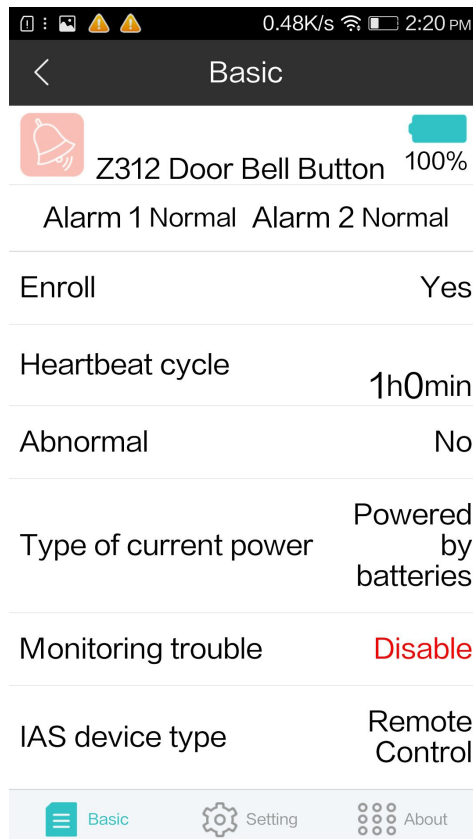 0.48K/s 2:20 PM
Basic
Z312 Door Bell Button 100%
Alarm 1 Normal Alarm 2 Normal
Enroll Yes
Heartbeat cycle 1h0min
Abnormal No
Type of current power Powered
by
batteries
Monitoring trouble Disable
IAS device type Remote
Control
Basic Setting About